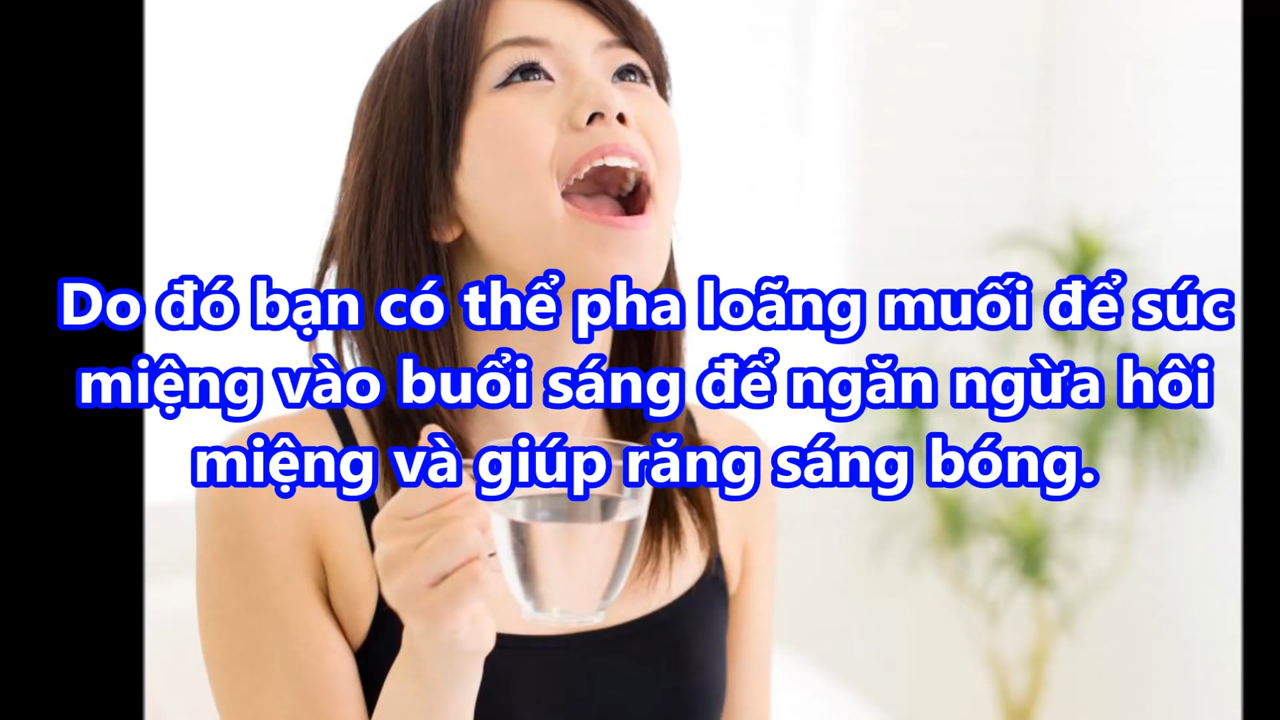 Do đó bạn có thể pha loãng muối để súc
miệng vào buổi sáng để ngăn ngừa hôi
miệng và giúp răng sáng bóng.